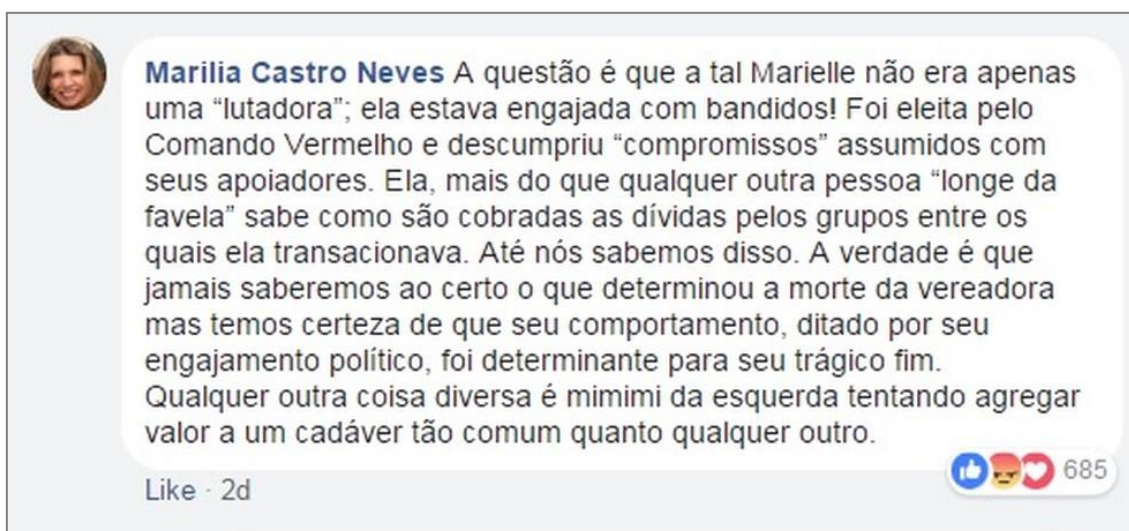 Marilia Castro Neves A questão é que a tal Marielle não era apenas
uma “lutadora”; ela estava engajada com bandidos! Foi eleita pelo
Comando Vermelho e descumpriu “compromissos” assumidos com
seus apoiadores. Ela, mais do que qualquer outra pessoa “longe da
favela” sabe como são cobradas as dívidas pelos grupos entre os
quais ela transacionava. Até nós sabemos disso. A verdade é que
jamais saberemos ao certo o que determinou a morte da vereadora
mas temos certeza de que seu comportamento, ditado por seu
engajamento político, foi determinante para seu trágico fim.
Qualquer outra coisa diversa é mimimi da esquerda tentando agregar
valor a um cadáver tão comum quanto qualquer outro.
685
Like · 2d